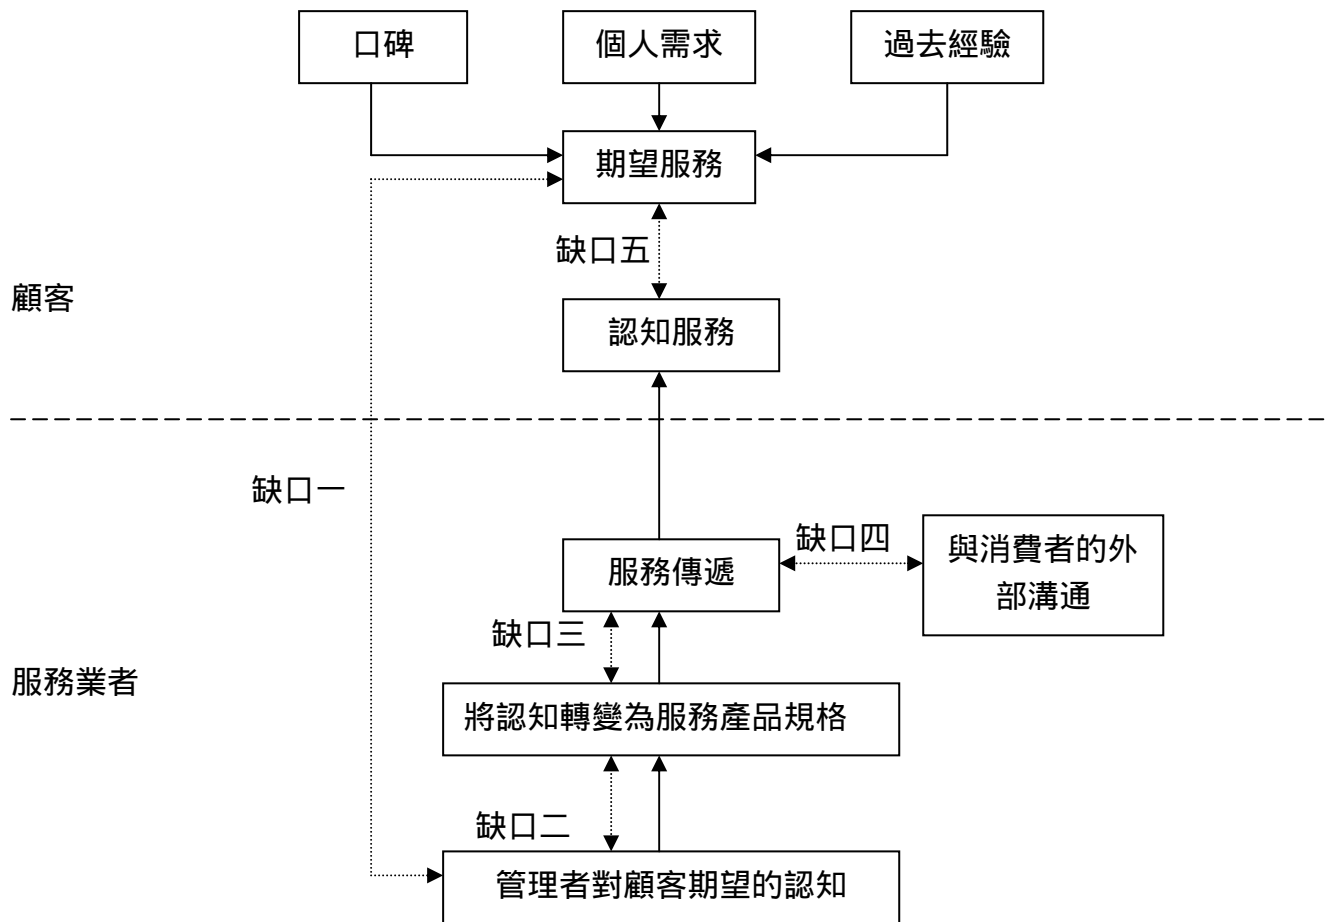 口碑
個人需求
過去經驗
期望服務
缺口五
顧客
認知服務
缺口一
缺口四
與消費者的外
部溝通
服務傳遞
缺口三
服務業者
將認知轉變為服務產品規格
缺口二
管理者對顧客期望的認知